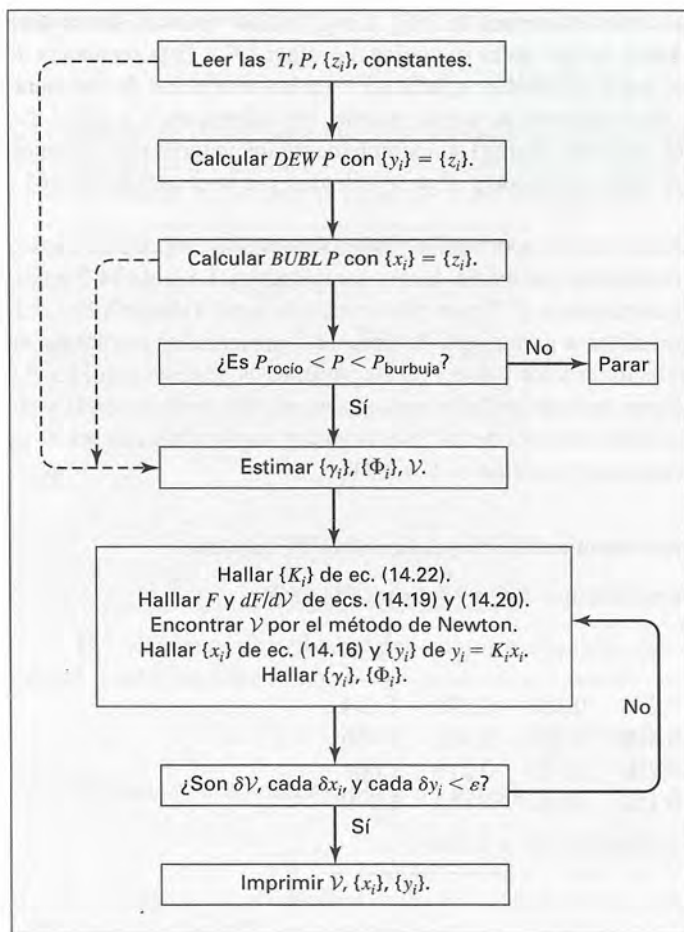 Leer las T, P, {zᵢ}, constantes.
Calcular DEW P con {yᵢ} = {zᵢ}.
Calcular BUBL P con {xᵢ} = {zᵢ}.
¿Es P_rocío < P < P_burbuja?
No
Parar
Sí
Estimar {γᵢ}, {Φᵢ}, 𝒱.
Hallar {Kᵢ} de ec. (14.22).
Halllar F y dF/d𝒱 de ecs. (14.19) y (14.20).
Encontrar 𝒱 por el método de Newton.
Hallar {xᵢ} de ec. (14.16) y {yᵢ} de yᵢ = Kᵢxᵢ.
Hallar {γᵢ}, {Φᵢ}.
No
¿Son δ𝒱, cada δxᵢ, y cada δyᵢ < ε?
Sí
Imprimir 𝒱, {xᵢ}, {yᵢ}.